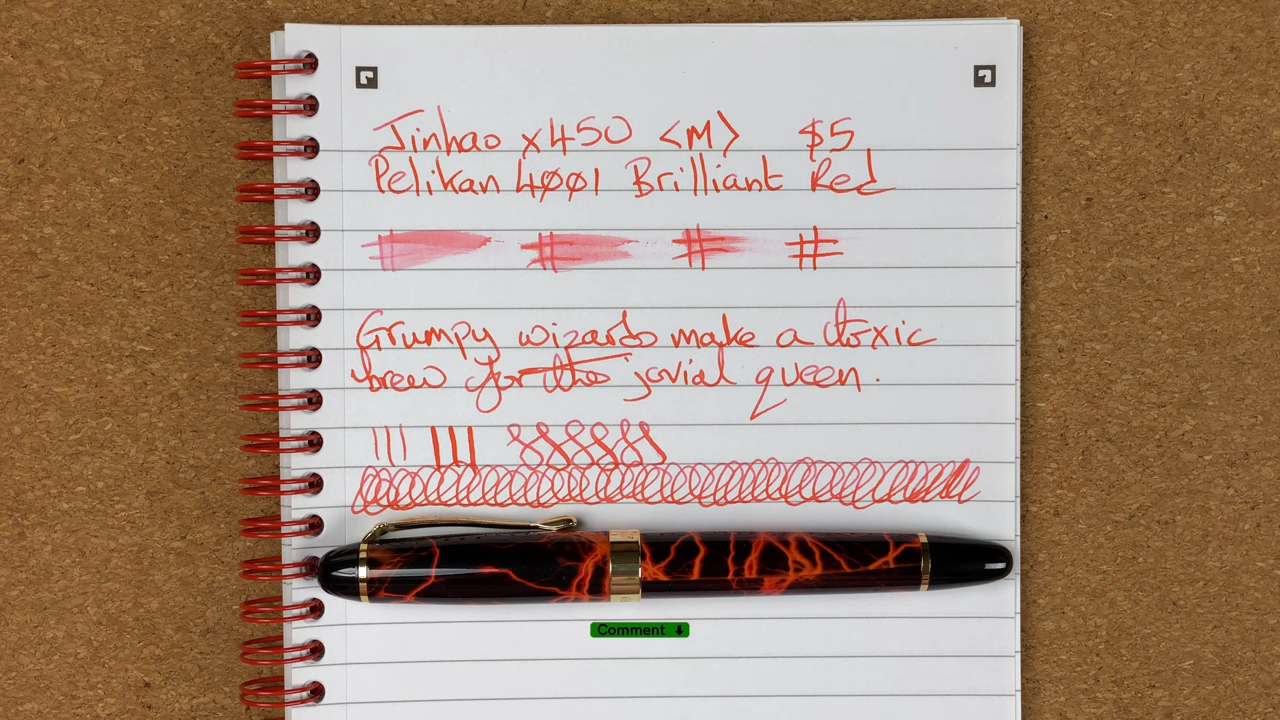 Jinhao x450 <M> $5
Pelikan 4001 Brilliant Red
# # # #
Grumpy wizards make a toxic
brew for the jovial queen.
Comment ⬇